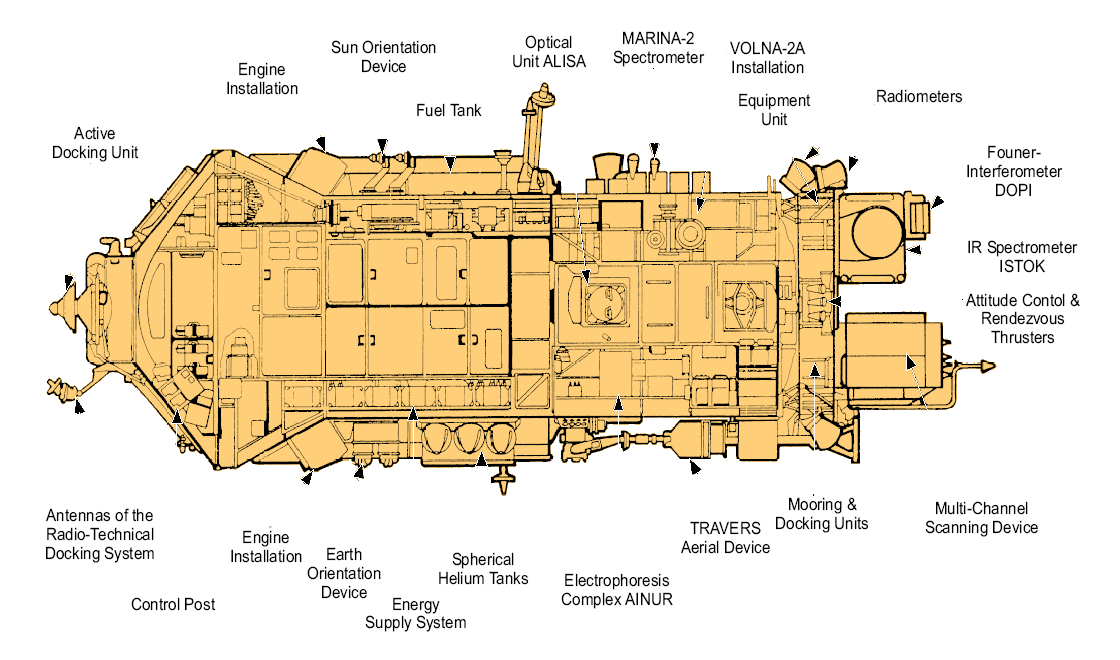 Sun Orientation
Device
Optical
Unit ALISA
MARINA-2
Spectrometer
VOLNA-2A
Installation
Engine
Installation
Fuel Tank
Equipment
Unit
Radiometers
Active
Docking Unit
Founer-
Interferometer
DOPI
IR Spectrometer
ISTOK
Attitude Contol &
Rendezvous
Thrusters
Antennas of the
Radio-Technical
Docking System
Control Post
Engine
Installation
Earth
Orientation
Device
Energy
Supply System
Spherical
Helium Tanks
Electrophoresis
Complex AINUR
TRAVERS
Aerial Device
Mooring &
Docking Units
Multi-Channel
Scanning Device